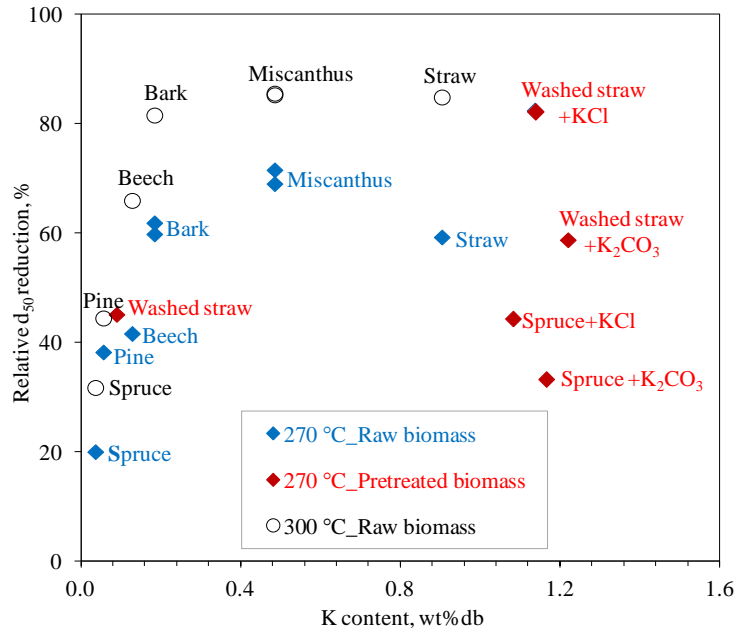 100
80
60
40
20
0
Relative d₅₀ reduction, %
0.0
0.4
0.8
1.2
1.6
K content, wt% db
Miscanthus
Straw
Bark
Washed straw
+KCl
Beech
Miscanthus
Bark
Straw
Washed straw
+K₂CO₃
Pine
Washed straw
Beech
Pine
Spruce+KCl
Spruce
Spruce +K₂CO₃
Spruce
270 °C_Raw biomass
270 °C_Pretreated biomass
300 °C_Raw biomass